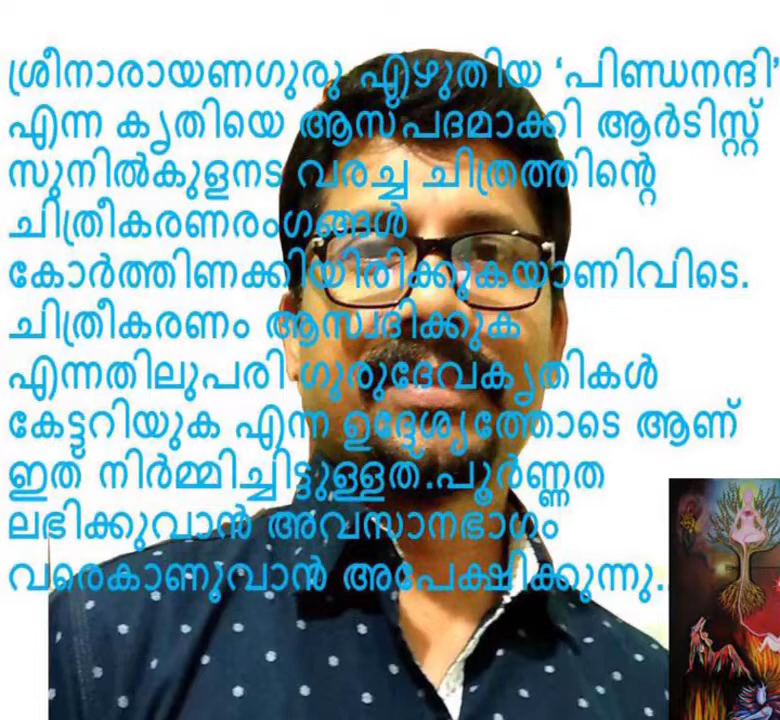 ശ്രീനാരായണഗുരു എഴുതിയ ‘പിണ്ഡനന്ദി’
എന്ന കൃതിയെ ആസ്പദമാക്കി ആർടിസ്റ്റ്
സുനിൽകുളനട വരച്ച ചിത്രത്തിന്റെ
ചിത്രീകരണരംഗങ്ങൾ
കോർത്തിണക്കിയിരിക്കുകയാണിവിടെ.
ചിത്രീകരണം ആസ്വദിക്കുക
എന്നതിലുപരി ഗുരുദേവകൃതികൾ
കേട്ടറിയുക എന്ന ഉദ്ദേശ്യത്തോടെ ആണ്
ഇത് നിർമ്മിച്ചിട്ടുള്ളത്.പൂർണ്ണത
ലഭിക്കുവാൻ അവസാനഭാഗം
വരെകാണുവാൻ അപേക്ഷിക്കുന്നു..